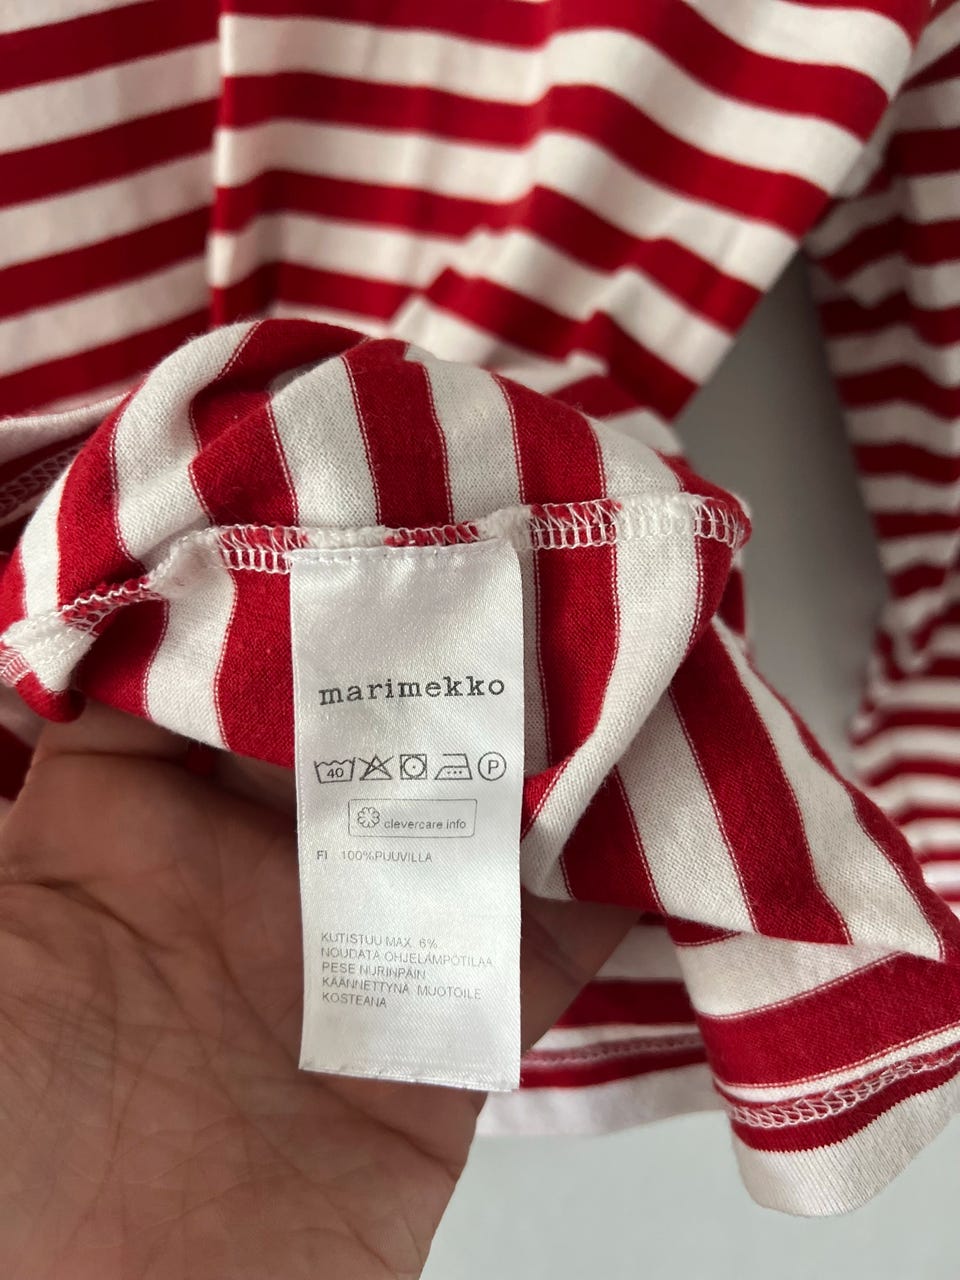 marimekko
40 P
clevercare.info
FI 100%PUUVILLA
KUTISTUU MAX. 6%
NOUDATA OHJELÄMPÖTILAA
PESE NURINPÄIN
KÄÄNNETTYNÄ. MUOTOILE
KOSTEANA